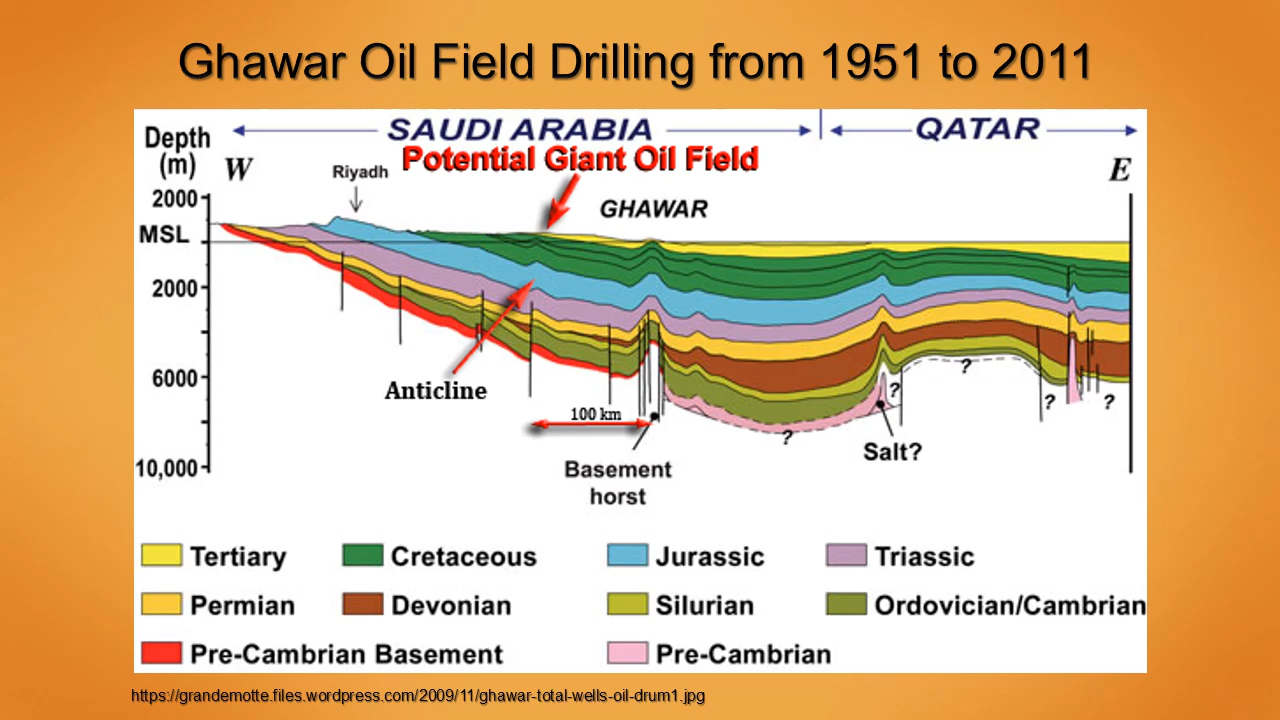 Ghawar Oil Field Drilling from 1951 to 2011
SAUDI ARABIA
QATAR
Depth
(m)
W
Riyadh
Potential Giant Oil Field
GHAWAR
E
2000
MSL
2000
6000
10,000
Anticline
100 km
Basement
horst
?
?
?
?
?
Salt?
Tertiary
Cretaceous
Jurassic
Triassic
Permian
Devonian
Silurian
Ordovician/Cambrian
Pre-Cambrian Basement
Pre-Cambrian
https://grandemotte.files.wordpress.com/2009/11/ghawar-total-wells-oil-drum1.jpg